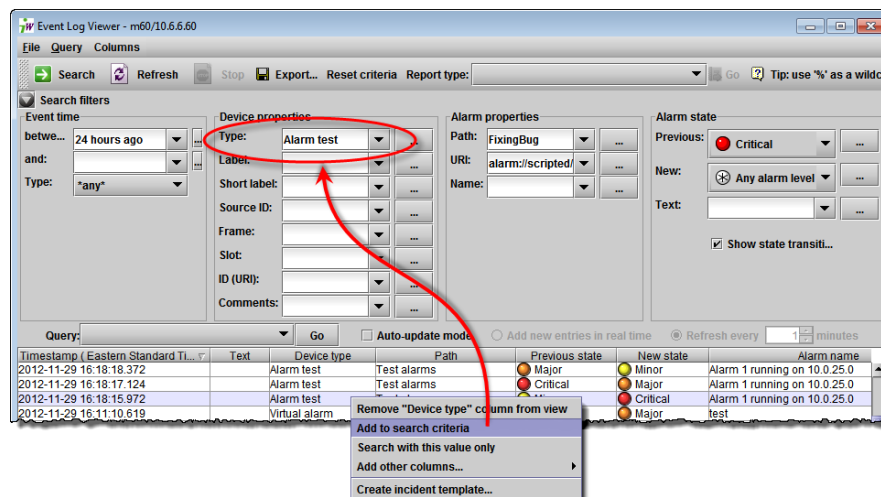 Event Log Viewer - m60/10.6.6.60
File Query Columns
Search Refresh Stop Export... Reset criteria Report type: Go Tip: use '%' as a wildc
Search filters
Event time Device properties Alarm properties Alarm state
betwe... 24 hours ago ... Type: Alarm test ... Path: FixingBug ... Previous: Critical ...
and: ... Label: ... URI: alarm://scripted/ ... New: Any alarm level ...
Type: *any* Short label: ... Name: ...
Source ID: ... Text: ...
Frame: ...
Slot: ... Show state transiti...
ID (URI): ...
Comments: ...
Query: Go Auto-update mode Add new entries in real time Refresh every 1 minutes
Timestamp ( Eastern Standard Ti... Text Device type Path Previous state New state Alarm name
2012-11-29 16:18:18.372 Alarm test Test alarms Major Minor Alarm 1 running on 10.0.25.0
2012-11-29 16:18:17.124 Alarm test Test alarms Critical Major Alarm 1 running on 10.0.25.0
2012-11-29 16:18:15.972 Alarm test Critical Alarm 1 running on 10.0.25.0
2012-11-29 16:11:10.619 Virtual alarm Major test
Remove "Device type" column from view
Add to search criteria
Search with this value only
Add other columns...
Create incident template...